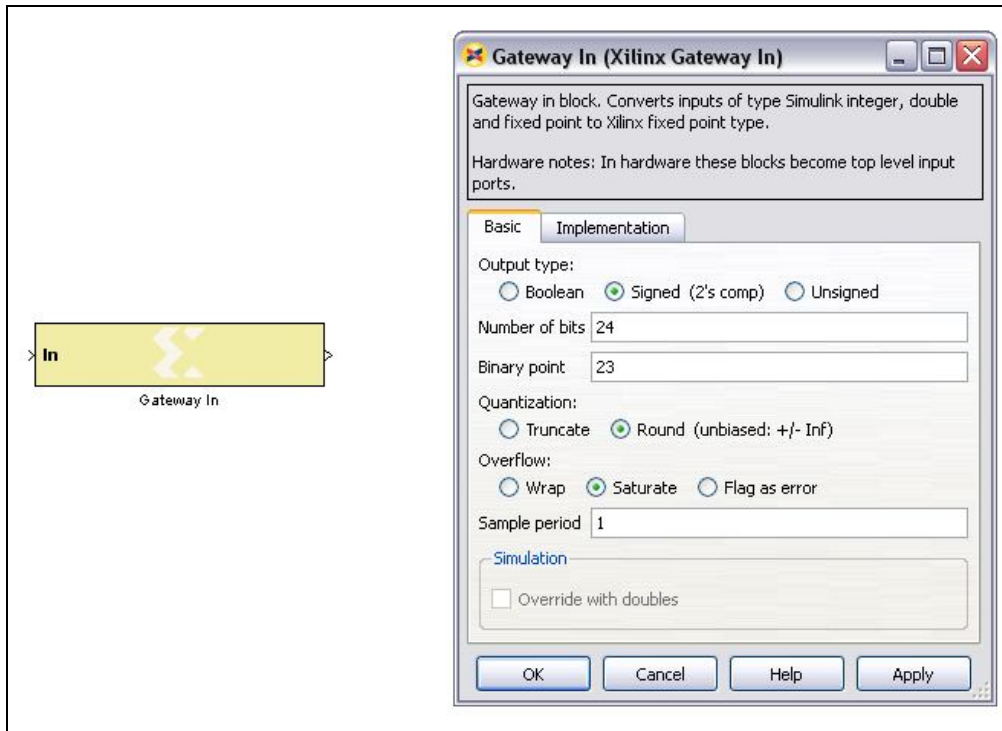 Gateway In (Xilinx Gateway In)
Gateway in block. Converts inputs of type Simulink integer, double
and fixed point to Xilinx fixed point type.
Hardware notes: In hardware these blocks become top level input
ports.
Basic Implementation
Output type:
Boolean Signed (2's comp) Unsigned
Number of bits 24
Binary point 23
Quantization:
Truncate Round (unbiased: +/- Inf)
Overflow:
Wrap Saturate Flag as error
Sample period 1
Simulation
Override with doubles
OK Cancel Help Apply
In
Gateway In